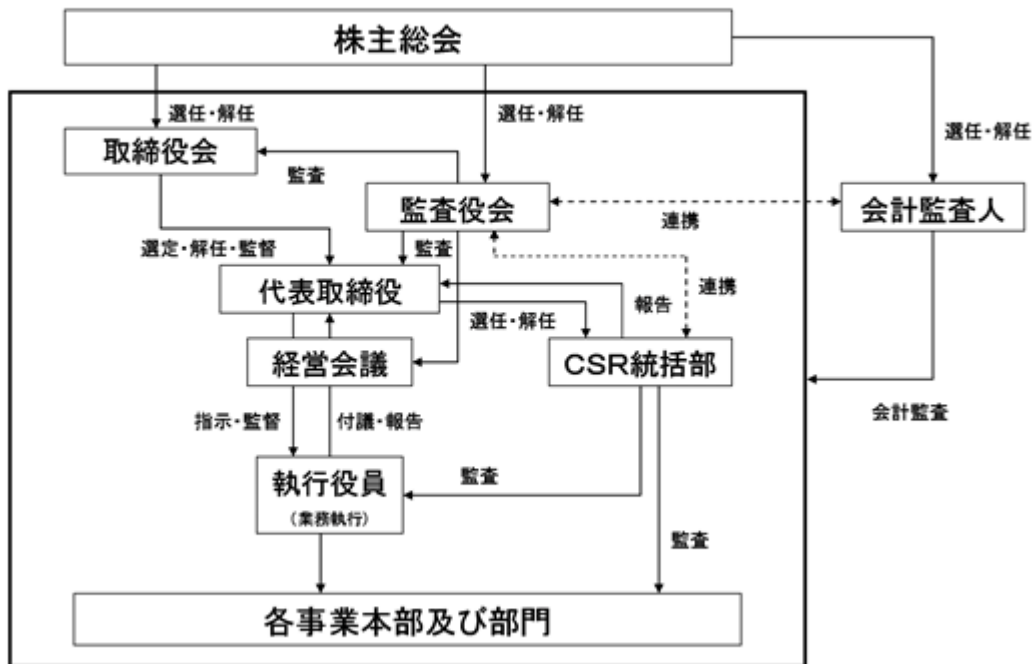 株主総会
選任・解任
選任・解任
選任・解任
取締役会
監査
監査役会
連携
会計監査人
選定・解任・監督
監査
代表取締役
選任・解任
報告
連携
経営会議
CSR統括部
会計監査
指示・監督
付議・報告
執行役員
(業務執行)
監査
監査
各事業本部及び部門